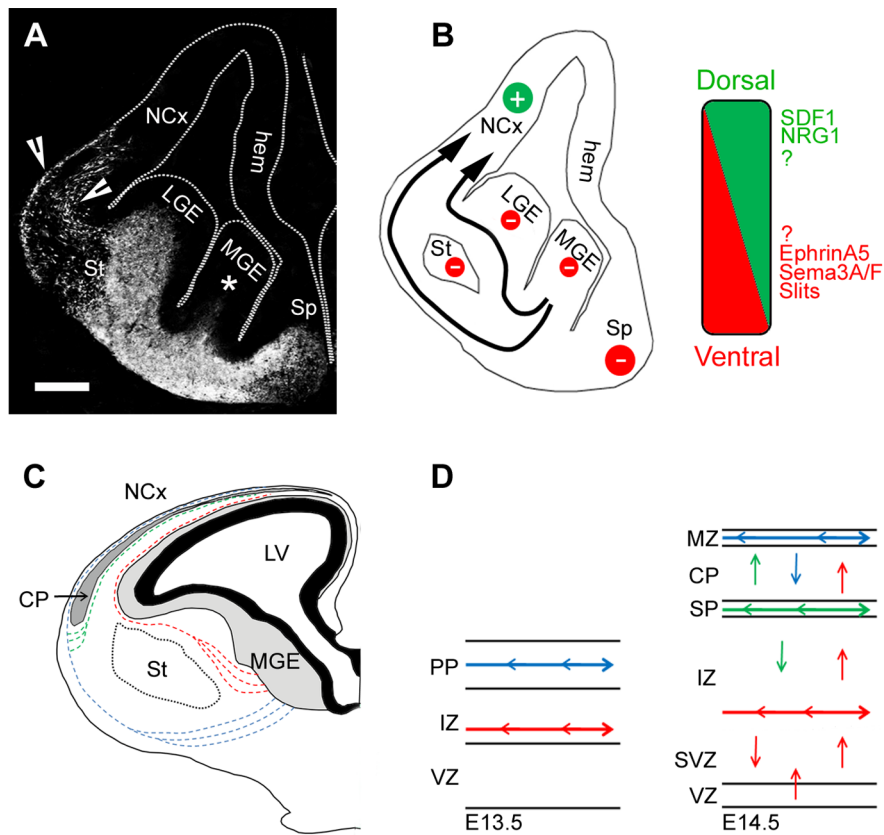 A
NCx
hem
LGE
MGE
*
St
Sp
B
+
NCx
hem
LGE
−
MGE
−
St
−
Sp
−
Dorsal
SDF1
NRG1
?
?
EphrinA5
Sema3A/F
Slits
Ventral
C
NCx
LV
CP
St
MGE
D
PP
IZ
VZ
E13.5
MZ
CP
SP
IZ
SVZ
VZ
E14.5